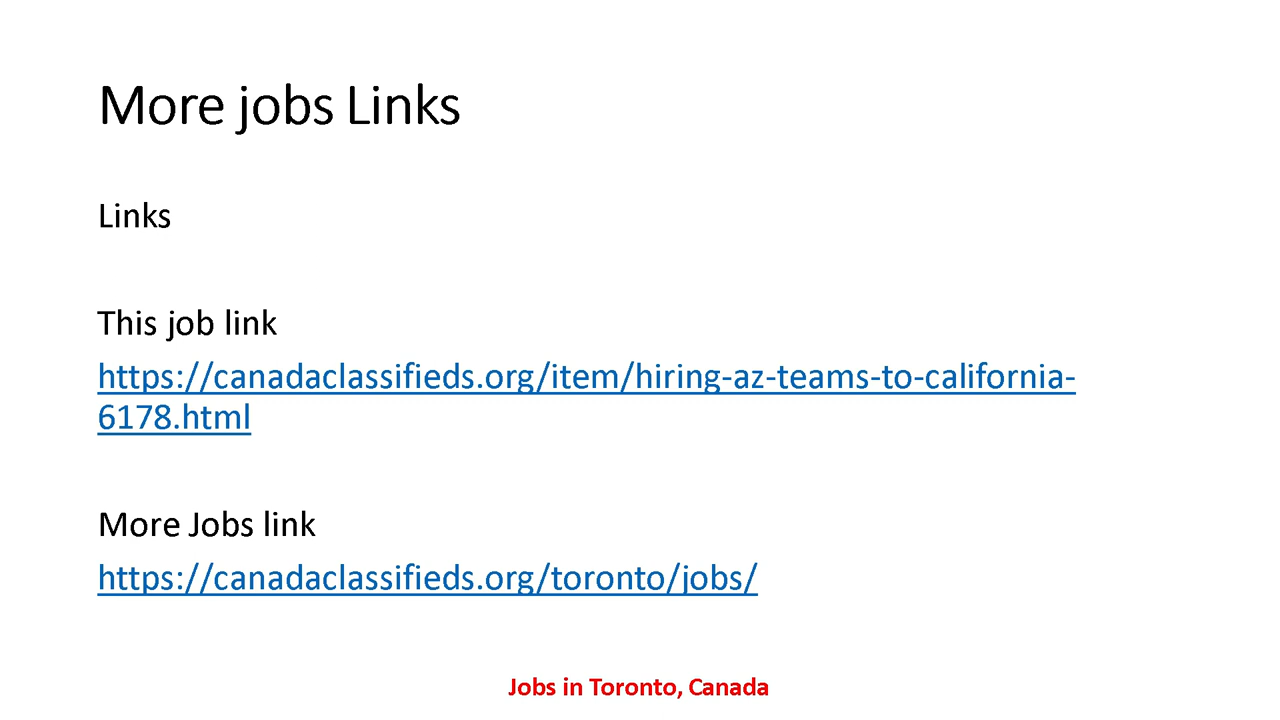 More jobs Links
Links
This job link
https://canadaclassifieds.org/item/hiring-az-teams-to-california-
6178.html
More Jobs link
https://canadaclassifieds.org/toronto/jobs/
Jobs in Toronto, Canada